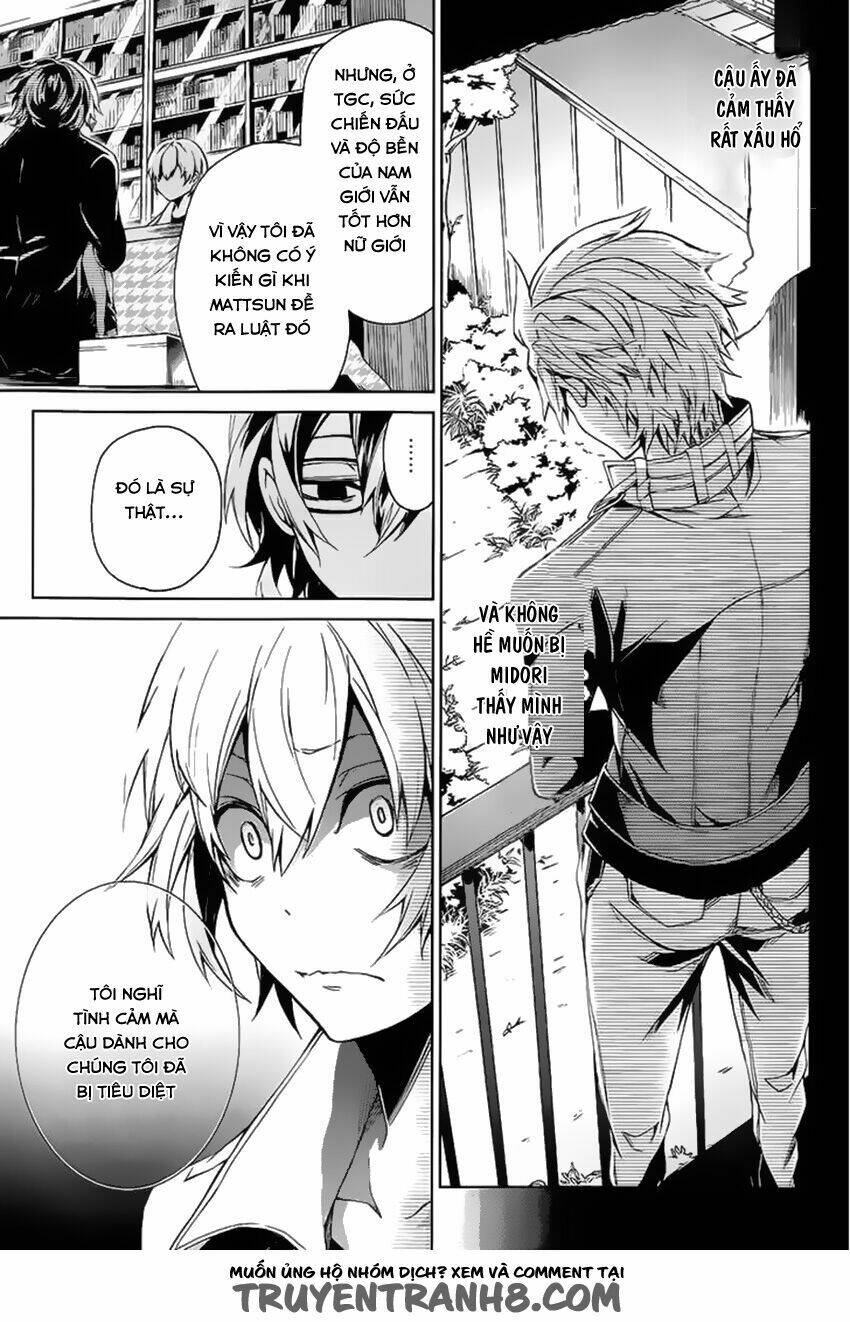 CẬU ẤY ĐÃ
CẢM THẤY
RẤT XẤU HỔ
VÀ KHÔNG
HỀ MUỐN BỊ
MIDORI
THẤY MÌNH
NHƯ VẬY
NHƯNG, Ở
TGC, SỨC
CHIẾN ĐẤU
VÀ ĐỘ BỀN
CỦA NAM
GIỚI VẪN
TỐT HƠN
NỮ GIỚI
VÌ VẬY TÔI ĐÃ
KHÔNG CÓ Ý
KIẾN GÌ KHI
MATTSUN ĐỀ
RA LUẬT ĐÓ
......
ĐÓ LÀ SỰ
THẬT...
TÔI NGHĨ
TÌNH CẢM MÀ
CẬU DÀNH CHO
CHÚNG TÔI ĐÃ
BỊ TIÊU DIỆT
MUỐN ỦNG HỘ NHÓM DỊCH? XEM VÀ COMMENT TẠI
TRUYENTRANH8.COM